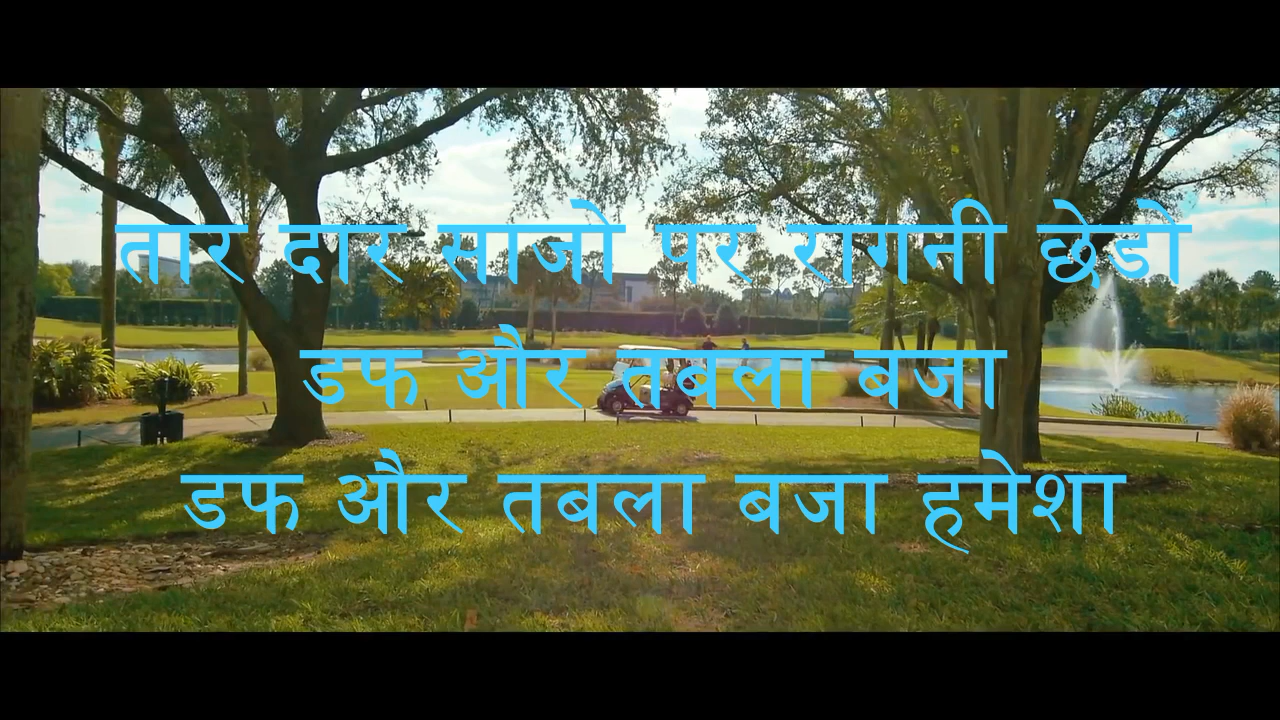 तार दार साजो पर रागनी छेडो
डफ और तबला बजा
डफ और तबला बजा हमेशा